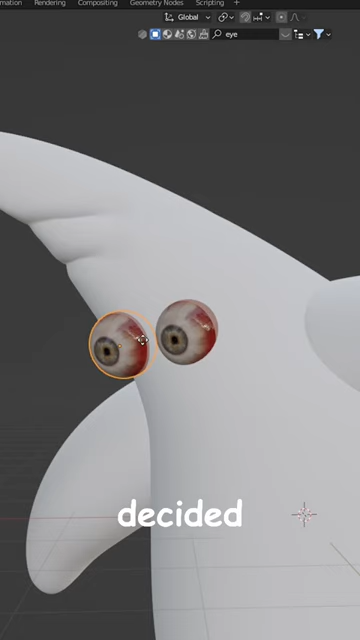 mation Rendering Compositing Geometry Nodes Scripting +
Global
eye
decided